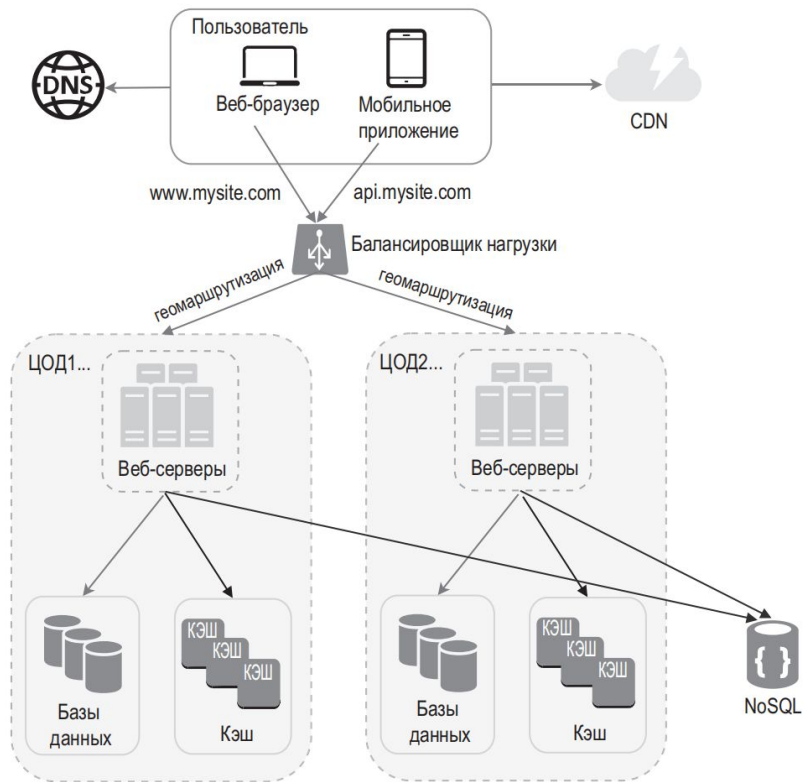 Пользователь
DNS
Веб-браузер
Мобильное
приложение
CDN
www.mysite.com
api.mysite.com
Балансировщик нагрузки
геомаршрутизация
геомаршрутизация
ЦОД1...
Веб-серверы
ЦОД2...
Веб-серверы
КЭШ
КЭШ
КЭШ
Базы
данных
Кэш
КЭШ
КЭШ
КЭШ
Базы
данных
Кэш
{ }
NoSQL